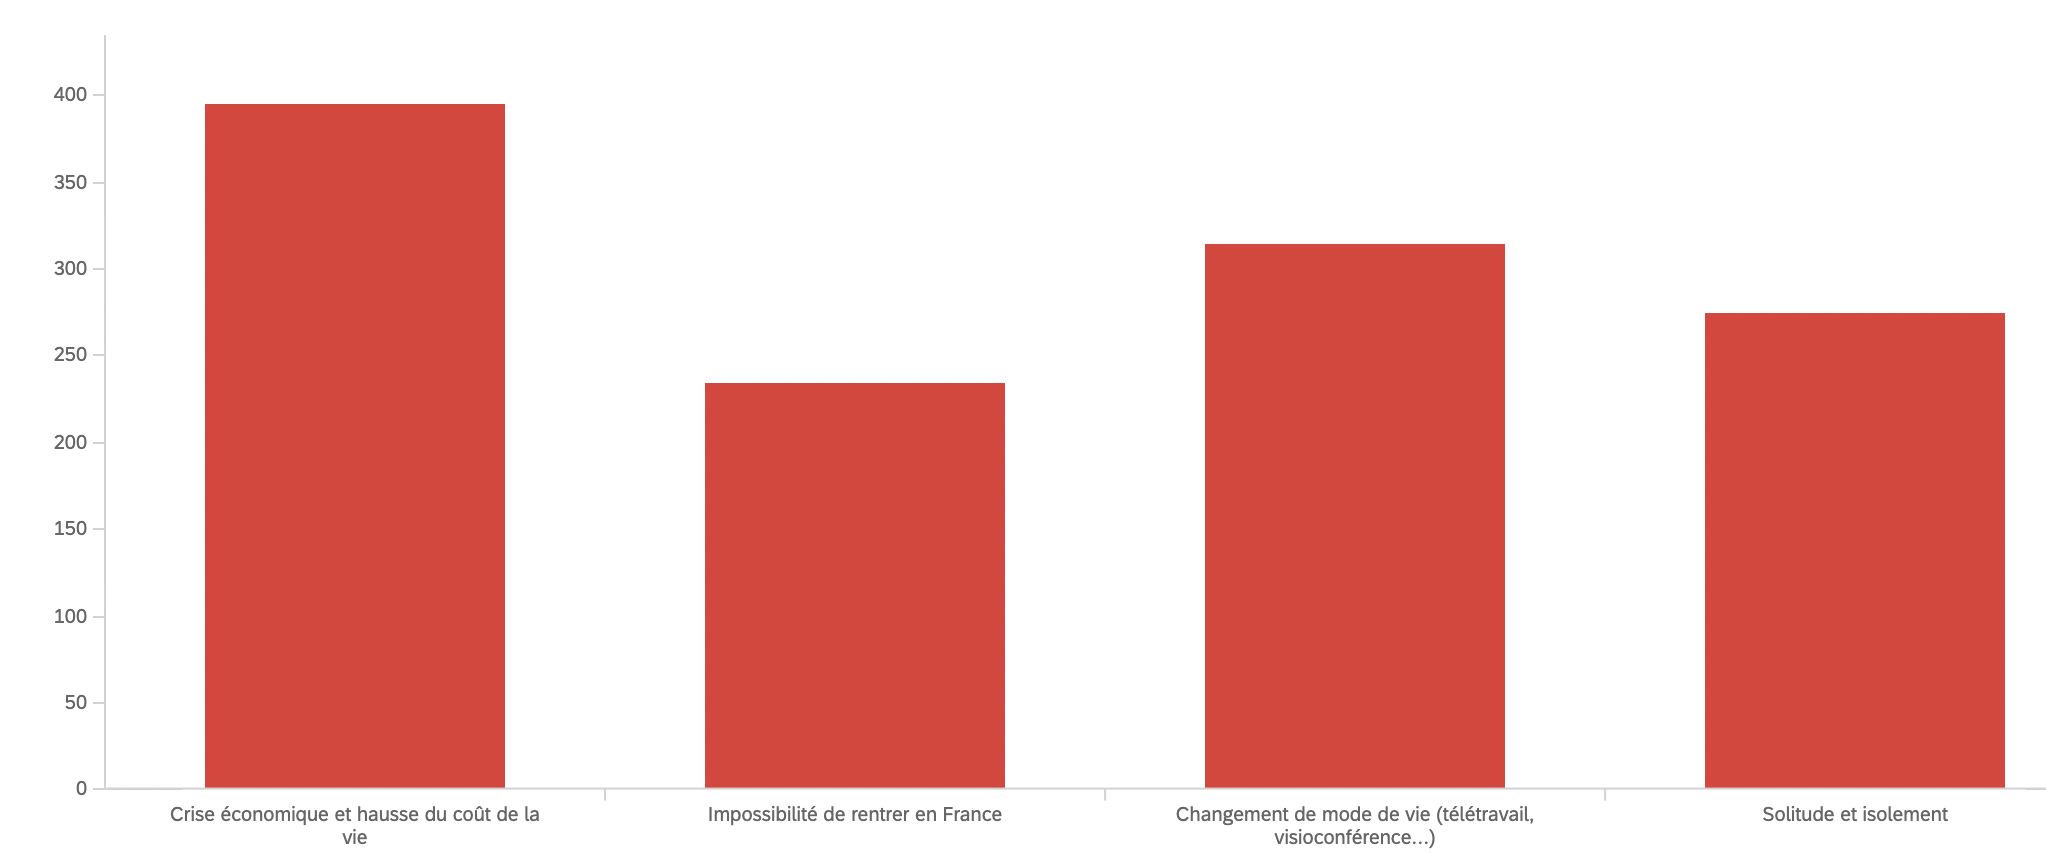 400
350
300
250
200
150
100
50
0
Crise économique et hausse du coût de la
vie
Impossibilité de rentrer en France
Changement de mode de vie (télétravail,
visioconférence...)
Solitude et isolement